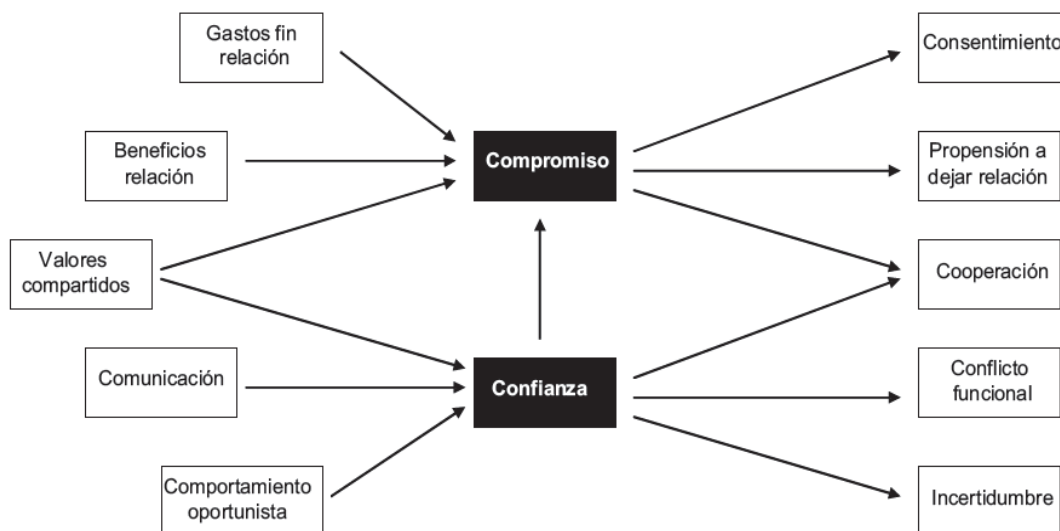 Gastos fin
relación
Beneficios
relación
Valores
compartidos
Comunicación
Comportamiento
oportunista
Compromiso
Confianza
Consentimiento
Propensión a
dejar relación
Cooperación
Conflicto
funcional
Incertidumbre